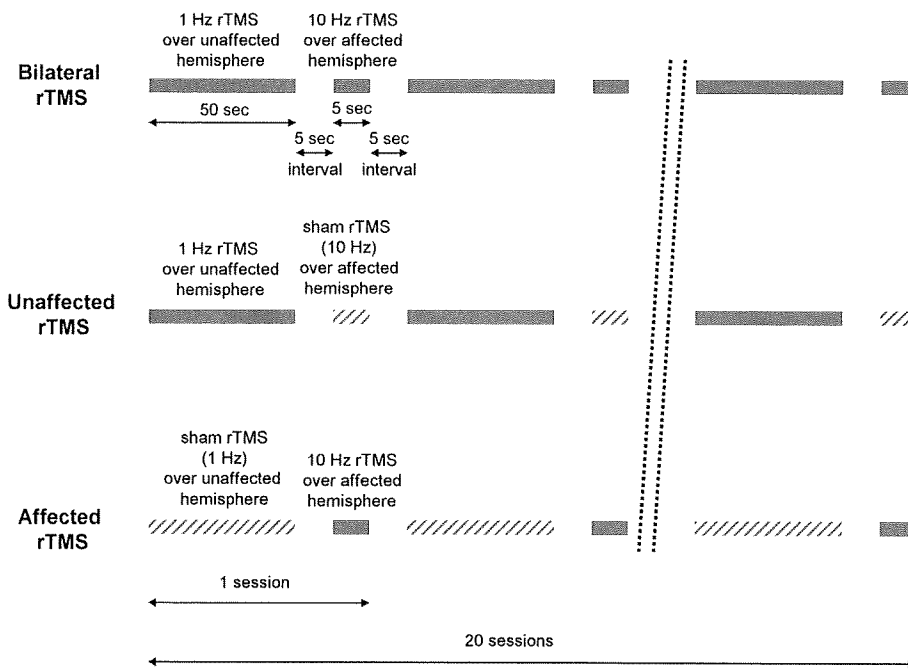 1 Hz rTMS
over unaffected
hemisphere
10 Hz rTMS
over affected
hemisphere
Bilateral
rTMS
50 sec
5 sec
5 sec
interval
5 sec
interval
1 Hz rTMS
over unaffected
hemisphere
sham rTMS
(10 Hz)
over affected
hemisphere
Unaffected
rTMS
sham rTMS
(1 Hz)
over unaffected
hemisphere
10 Hz rTMS
over affected
hemisphere
Affected
rTMS
1 session
20 sessions